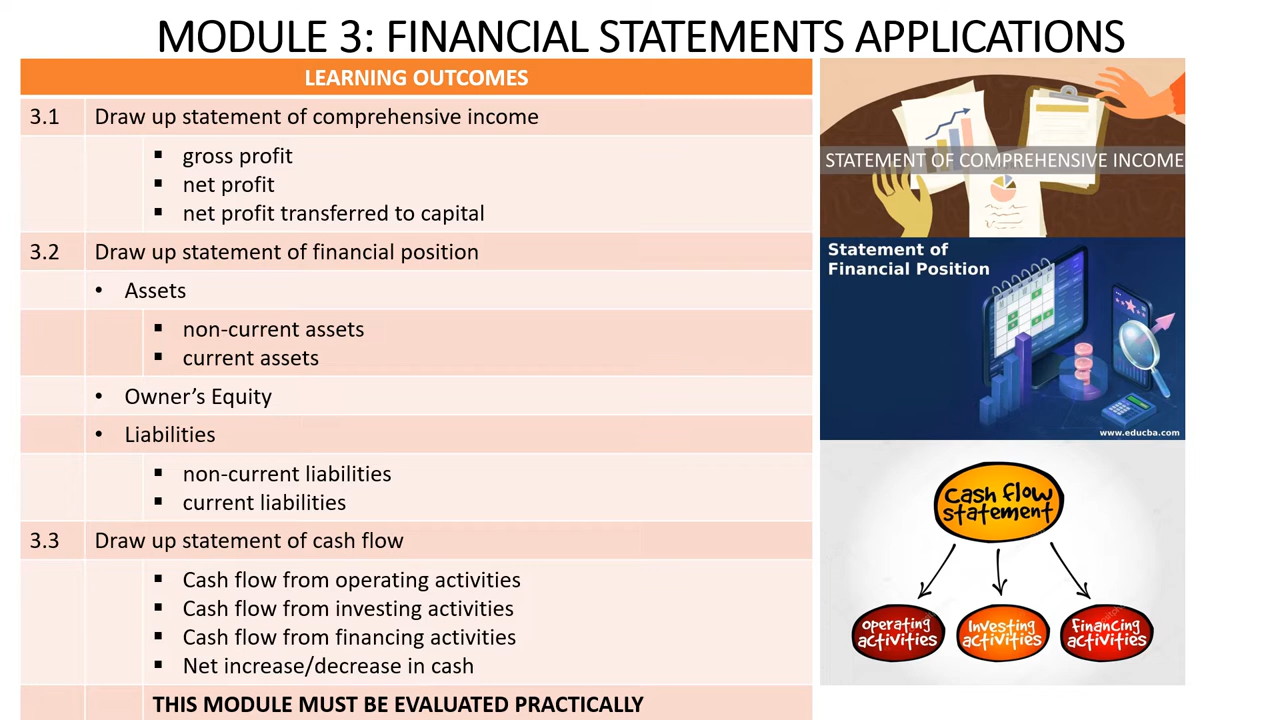 MODULE 3: FINANCIAL STATEMENTS APPLICATIONS
LEARNING OUTCOMES
3.1 Draw up statement of comprehensive income
▪ gross profit
▪ net profit
▪ net profit transferred to capital
3.2 Draw up statement of financial position
• Assets
▪ non-current assets
▪ current assets
• Owner’s Equity
• Liabilities
▪ non-current liabilities
▪ current liabilities
3.3 Draw up statement of cash flow
▪ Cash flow from operating activities
▪ Cash flow from investing activities
▪ Cash flow from financing activities
▪ Net increase/decrease in cash
THIS MODULE MUST BE EVALUATED PRACTICALLY
STATEMENT OF COMPREHENSIVE INCOME
Statement of
Financial Position
www.educba.com
Cash flow
statement
Operating
activities
Investing
activities
Financing
activities